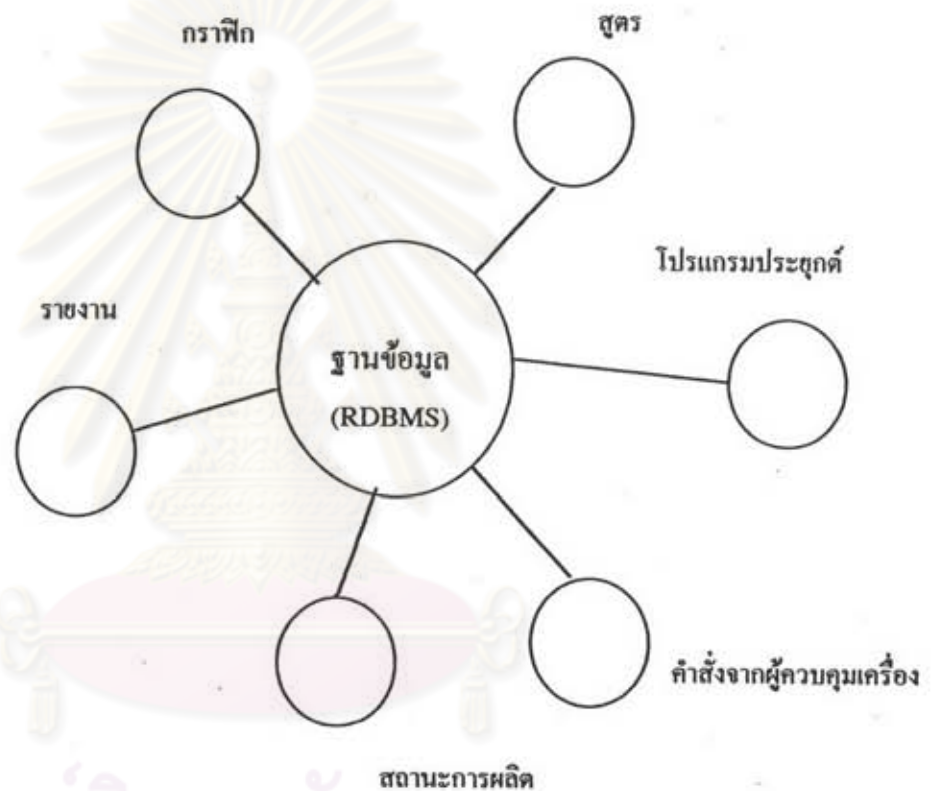 กราฟิก
สูตร
โปรแกรมประยุกต์
รายงาน
ฐานข้อมูล
(RDBMS)
คำสั่งจากผู้ควบคุมเครื่อง
สถานะการผลิต